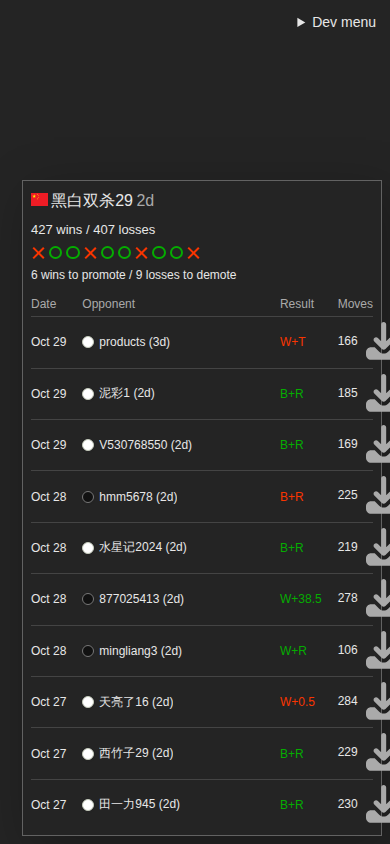 ▶ Dev menu
黑白双杀29 2d
427 wins / 407 losses
6 wins to promote / 9 losses to demote
Date Opponent Result Moves
Oct 29 products (3d) W+T 166
Oct 29 泥彩1 (2d) B+R 185
Oct 29 V530768550 (2d) B+R 169
Oct 28 hmm5678 (2d) B+R 225
Oct 28 水星记2024 (2d) B+R 219
Oct 28 877025413 (2d) W+38.5 278
Oct 28 mingliang3 (2d) W+R 106
Oct 27 天亮了16 (2d) W+0.5 284
Oct 27 西竹子29 (2d) B+R 229
Oct 27 田一力945 (2d) B+R 230